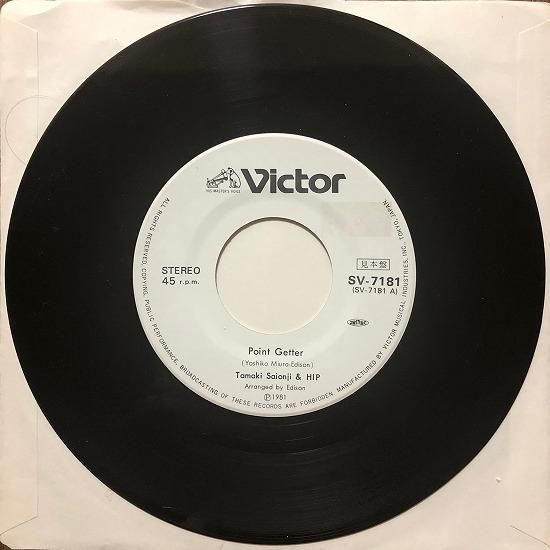 HIS MASTER'S VOICE
Victor
STEREO
45 r.p.m.
見本盤
SV-7181
(SV-7181 A)
Point Getter
(Yoshiko Miura-Edison)
Tamaki Saionji & HIP
Arranged by Edison
Ⓟ1981
ALL RIGHTS RESERVED. COPYING, PUBLIC PERFORMANCE, BROADCASTING OF THESE RECORDS ARE FORBIDDEN. MANUFACTURED BY VICTOR MUSICAL INDUSTRIES, INC., TOKYO, JAPAN.